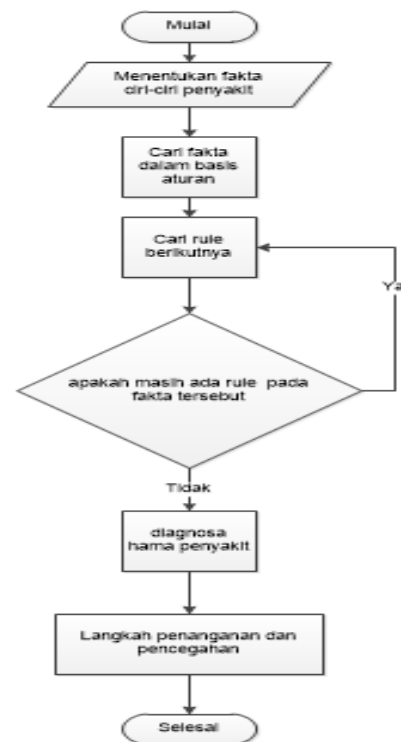 Mulai
Menentukan fakta
ciri-ciri penyakit
Cari fakta
dalam basis
aturan
Cari rule
berikutnya
Ya
apakah masih ada rule pada
fakta tersebut
Tidak
diagnosa
hama penyakit
Langkah penanganan dan
pencegahan
Selesai